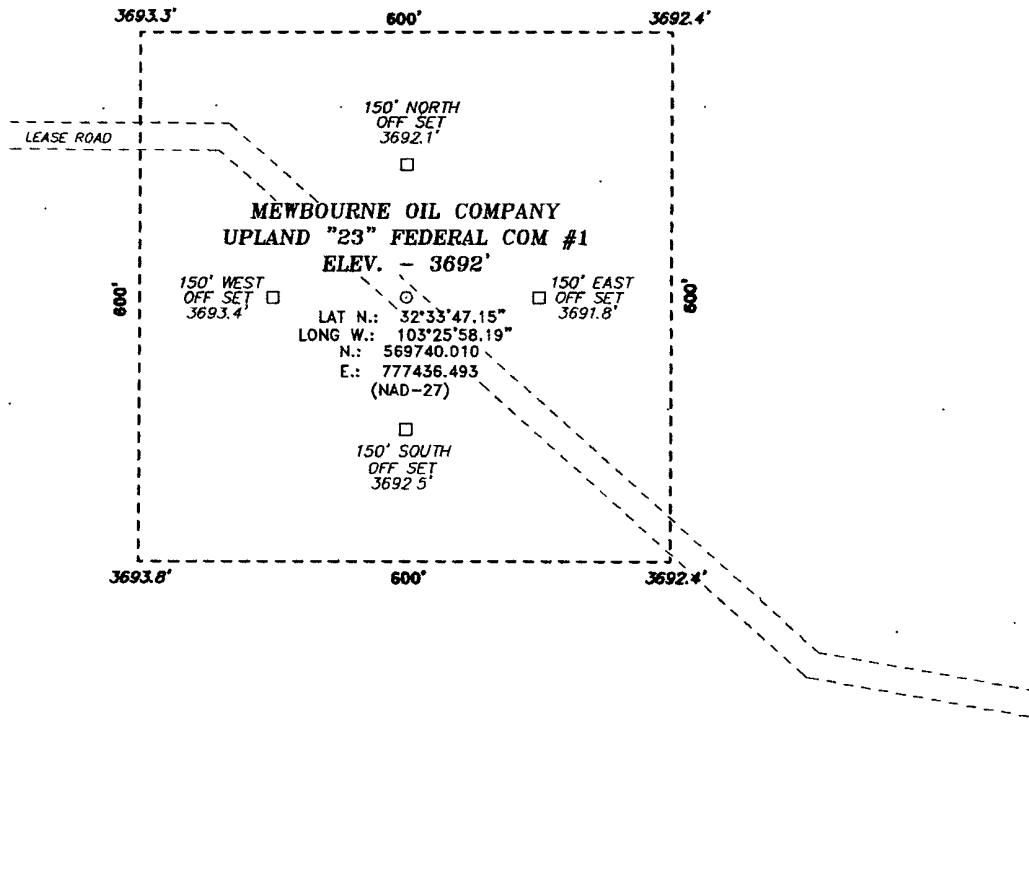 3693.3' 600' 3692.4'
150' NORTH
OFF SET
3692.1'
LEASE ROAD
MEWBOURNE OIL COMPANY
UPLAND "23" FEDERAL COM #1
ELEV. - 3692'
600'
150' WEST
OFF SET
3693.4'
150' EAST
OFF SET
3691.8'
600'
LAT N.: 32°33'47.15"
LONG W.: 103°25'58.19"
N.: 569740.010
E.: 777436.493
(NAD-27)
150' SOUTH
OFF SET
3692 5'
3693.8' 600' 3692.4'